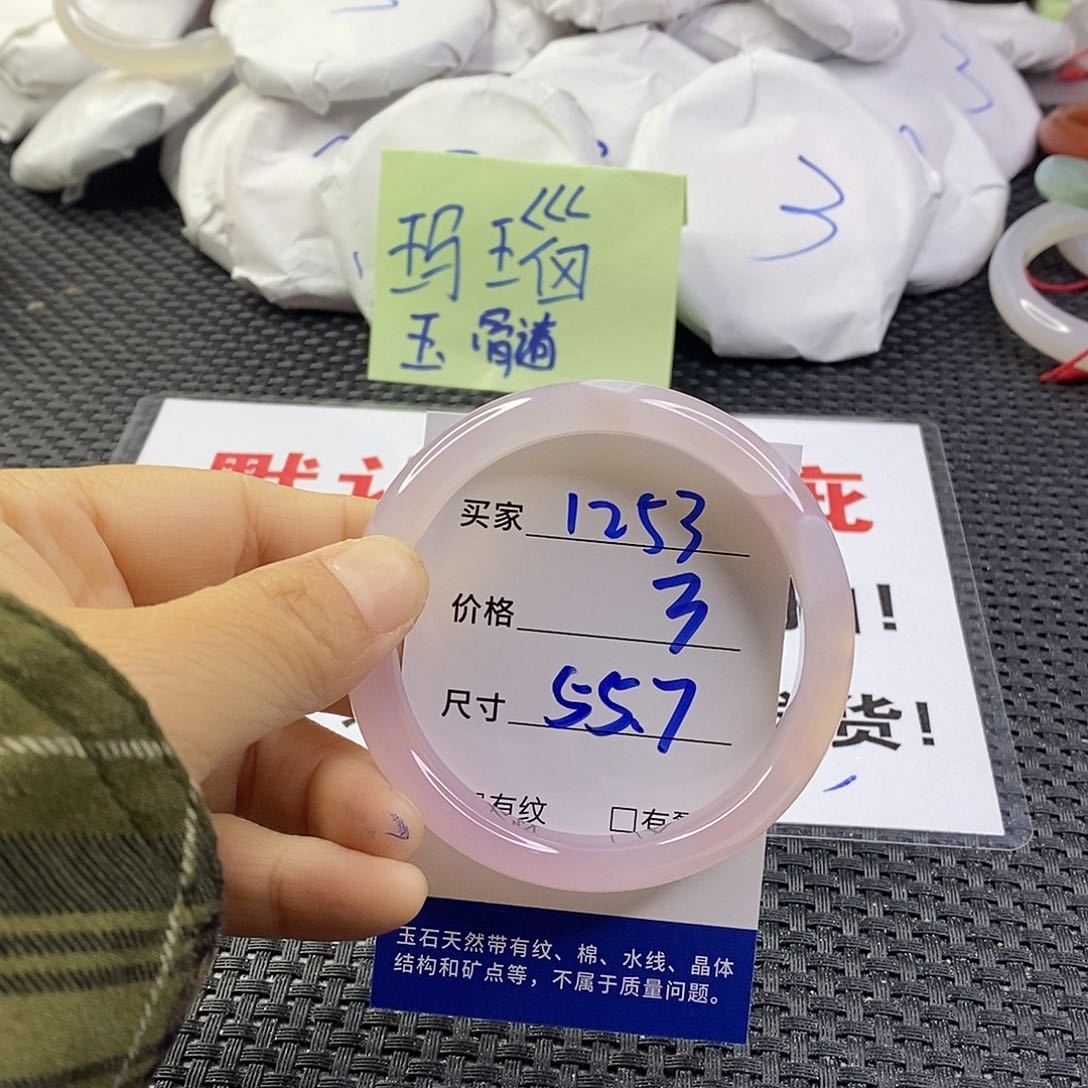 3
3
玛瑙
玉 髓
买家 1253
价格 3
尺寸 55.7
有纹 □有
货!
玉石天然带有纹、棉、水线、晶体
结构和矿点等，不属于质量问题。